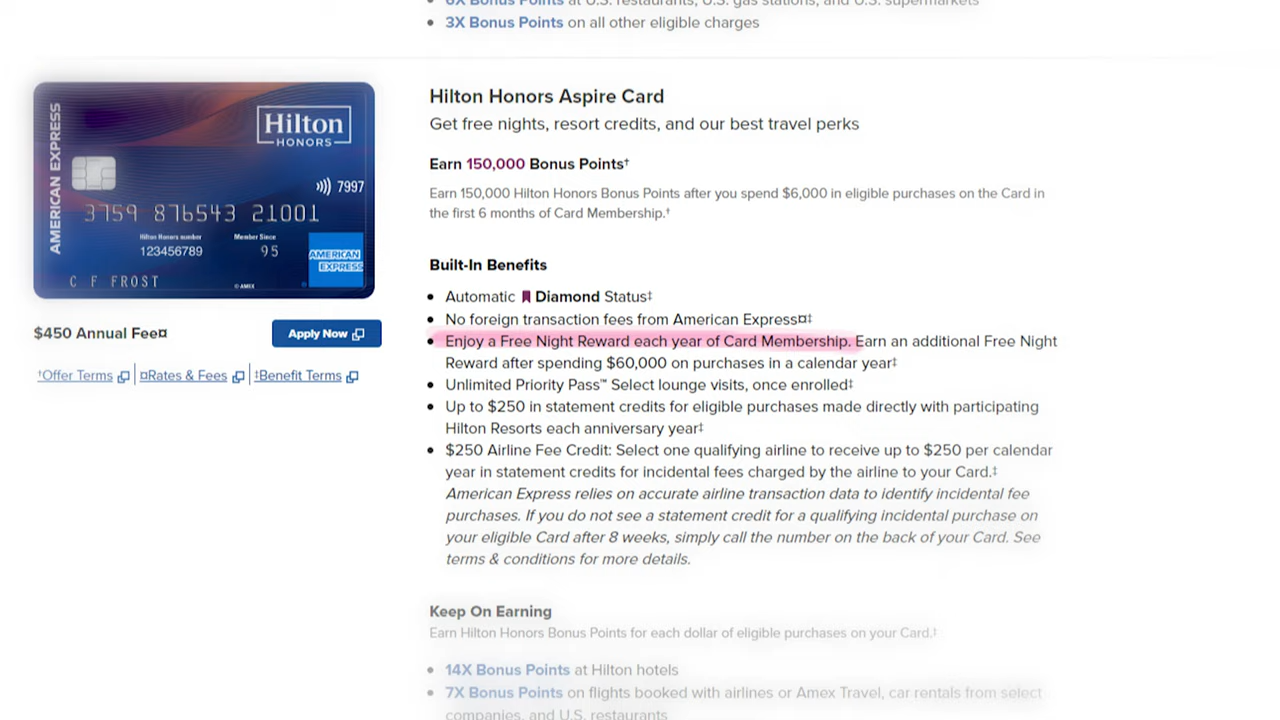 6X Bonus Points at U.S. restaurants, U.S. gas stations, and U.S. supermarkets
3X Bonus Points on all other eligible charges
AMERICAN EXPRESS
Hilton
HONORS
7997
3759 876543 21001
Hilton Honors number
Member Since
123456789
95
AMERICAN
EXPRESS
C F FROST
© AMEX
$450 Annual Fee¤
Apply Now
†Offer Terms
¤Rates & Fees
‡Benefit Terms
Hilton Honors Aspire Card
Get free nights, resort credits, and our best travel perks
Earn 150,000 Bonus Points†
Earn 150,000 Hilton Honors Bonus Points after you spend $6,000 in eligible purchases on the Card in
the first 6 months of Card Membership.†
Built-In Benefits
• Automatic Diamond Status‡
• No foreign transaction fees from American Express¤‡
• Enjoy a Free Night Reward each year of Card Membership. Earn an additional Free Night
Reward after spending $60,000 on purchases in a calendar year‡
• Unlimited Priority Pass™ Select lounge visits, once enrolled‡
• Up to $250 in statement credits for eligible purchases made directly with participating
Hilton Resorts each anniversary year‡
• $250 Airline Fee Credit: Select one qualifying airline to receive up to $250 per calendar
year in statement credits for incidental fees charged by the airline to your Card.‡
American Express relies on accurate airline transaction data to identify incidental fee
purchases. If you do not see a statement credit for a qualifying incidental purchase on
your eligible Card after 8 weeks, simply call the number on the back of your Card. See
terms & conditions for more details.
Keep On Earning
Earn Hilton Honors Bonus Points for each dollar of eligible purchases on your Card.‡
• 14X Bonus Points at Hilton hotels
• 7X Bonus Points on flights booked with airlines or Amex Travel, car rentals from select
companies, and U.S. restaurants